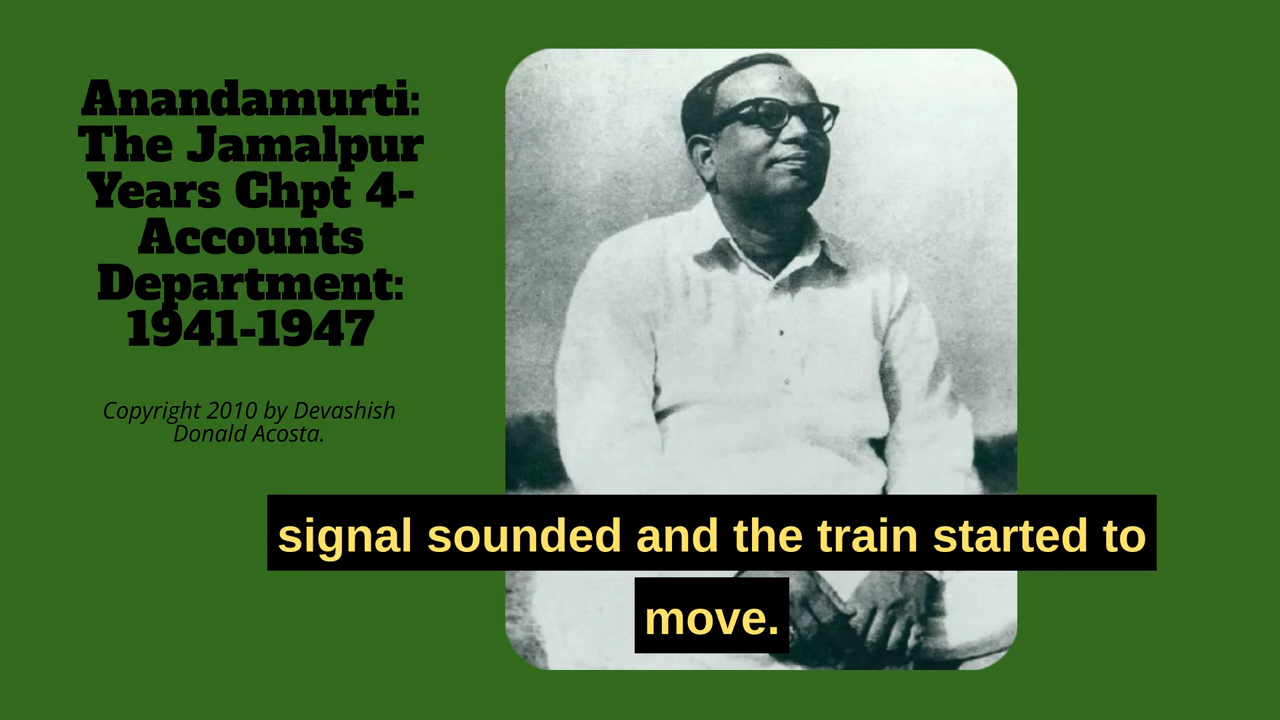 Anandamurti:
The Jamalpur
Years Chpt 4-
Accounts
Department:
1941-1947
Copyright 2010 by Devashish
Donald Acosta.
signal sounded and the train started to
move.